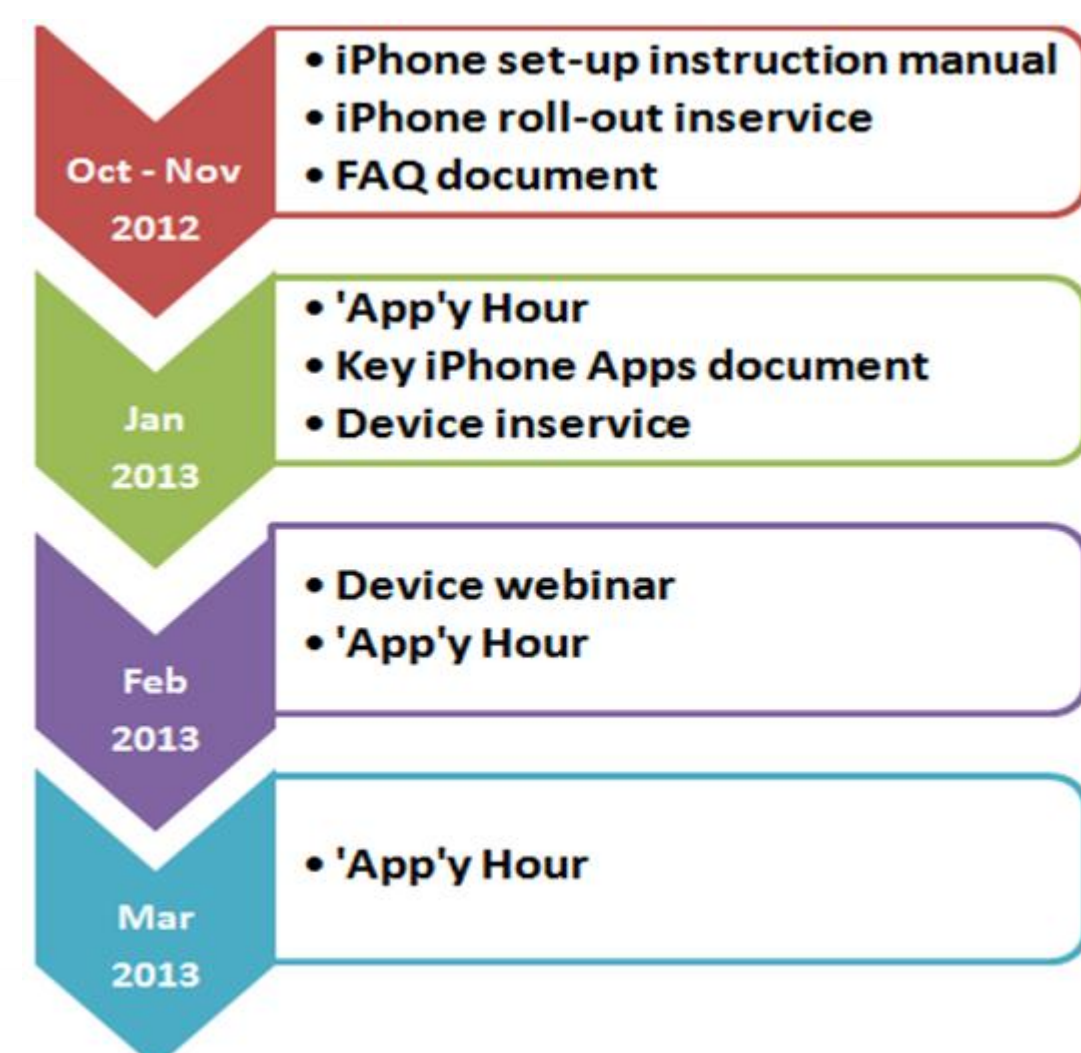 Oct - Nov
2012
• iPhone set-up instruction manual
• iPhone roll-out inservice
• FAQ document
Jan
2013
• 'App'y Hour
• Key iPhone Apps document
• Device inservice
Feb
2013
• Device webinar
• 'App'y Hour
Mar
2013
• 'App'y Hour